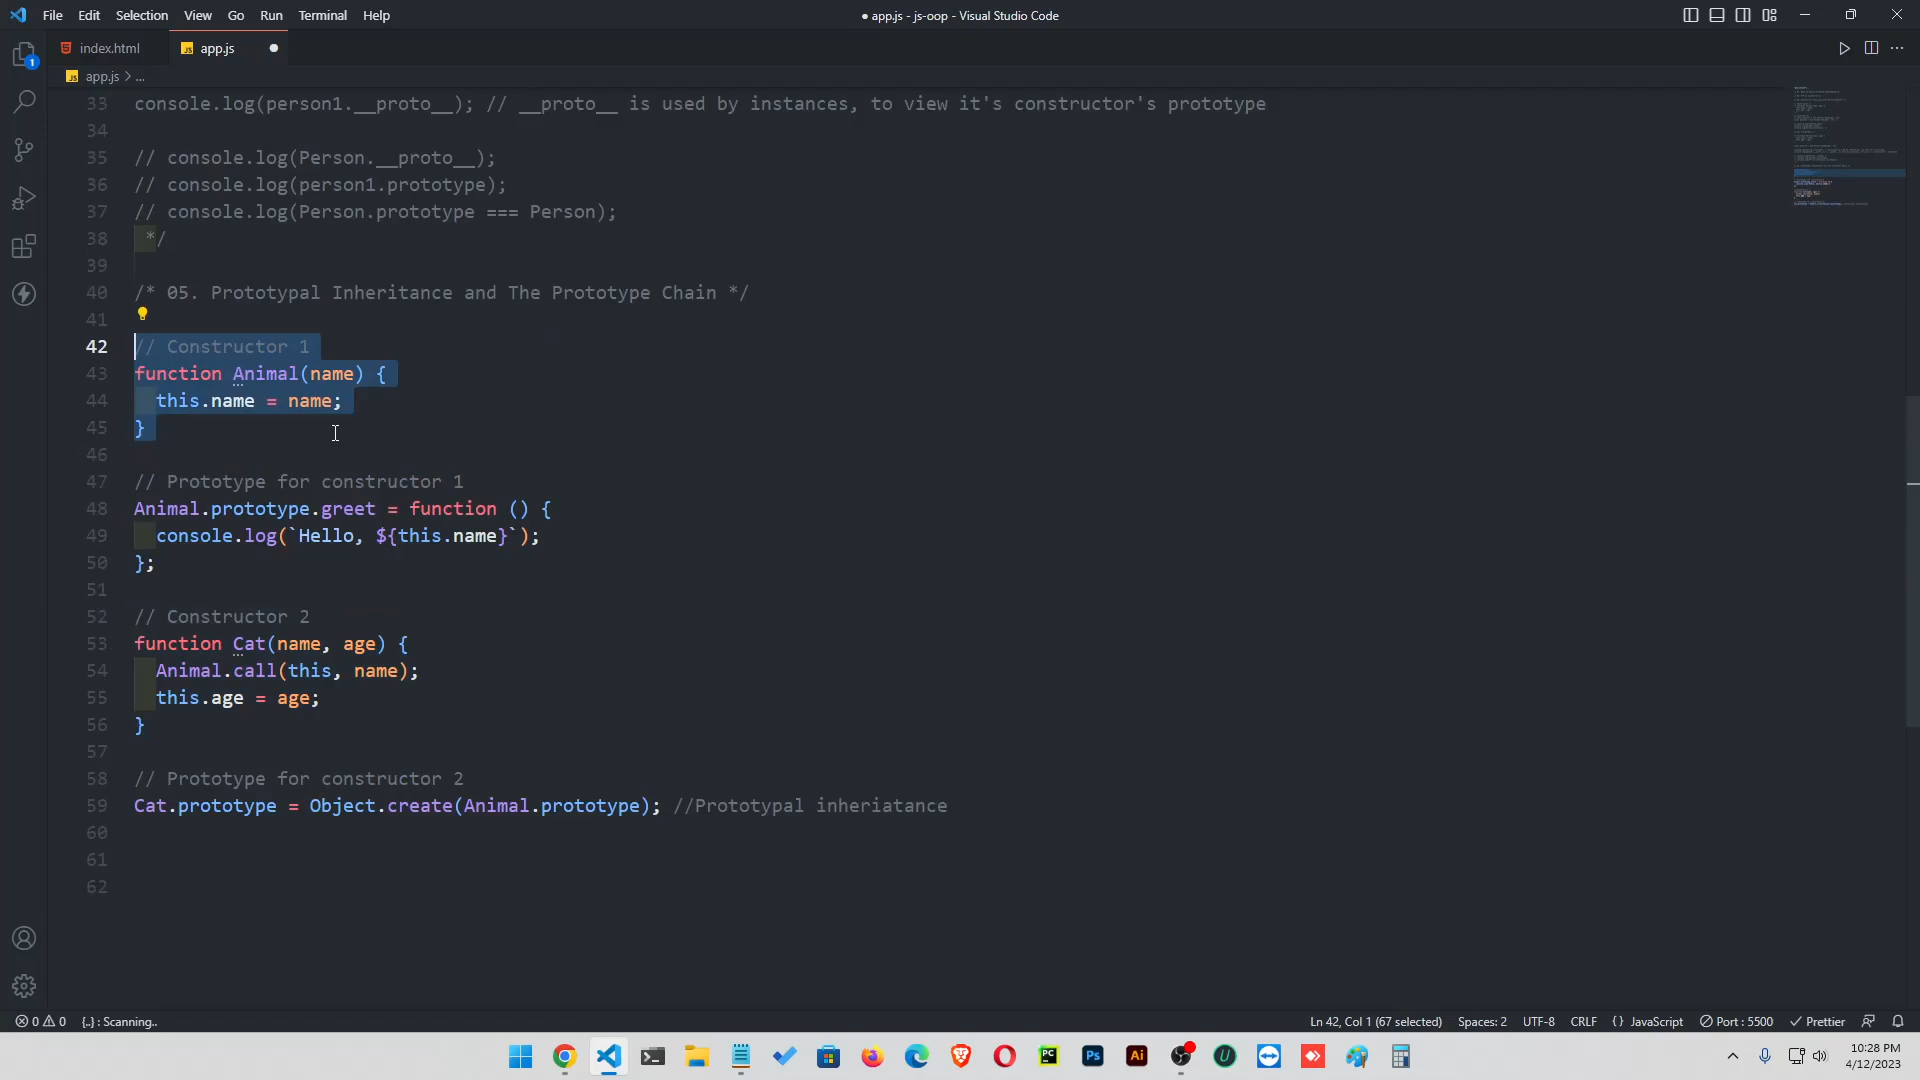 File Edit Selection View Go Run Terminal Help
● app.js - js-oop - Visual Studio Code
index.html
JS app.js ●
JS app.js > ...
1
33 console.log(person1.__proto__); // __proto__ is used by instances, to view it's constructor's prototype
34
35 // console.log(Person.__proto__);
36 // console.log(person1.prototype);
37 // console.log(Person.prototype === Person);
38 */
39
40 /* 05. Prototypal Inheritance and The Prototype Chain */
41
42 // Constructor 1
43 function Animal(name) {
44 this.name = name;
45 }
46
47 // Prototype for constructor 1
48 Animal.prototype.greet = function () {
49 console.log(`Hello, ${this.name}`);
50 };
51
52 // Constructor 2
53 function Cat(name, age) {
54 Animal.call(this, name);
55 this.age = age;
56 }
57
58 // Prototype for constructor 2
59 Cat.prototype = Object.create(Animal.prototype); //Prototypal inheriatance
60
61
62
0 0 {..} : Scanning..
Ln 42, Col 1 (67 selected) Spaces: 2 UTF-8 CRLF {} JavaScript Port : 5500 Prettier
PC Ps Ai U
10:28 PM
4/12/2023